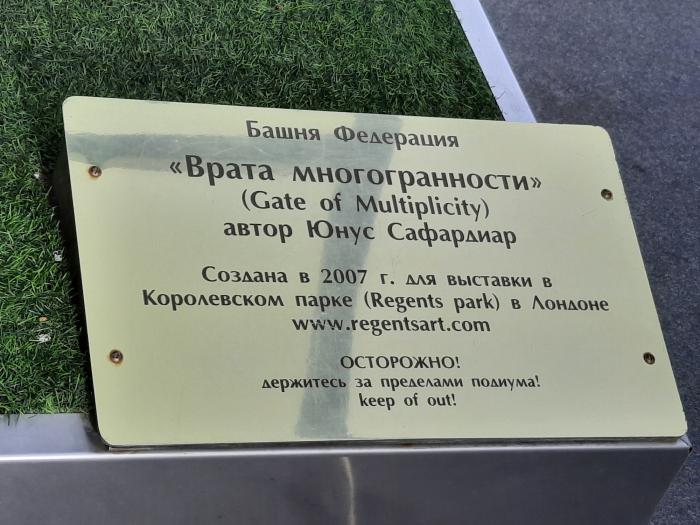 Башня Федерация
«Врата многогранности»
(Gate of Multiplicity)
автор Юнус Сафардиар
Создана в 2007 г. для выставки в
Королевском парке (Regents park) в Лондоне
www.regentsart.com
ОСТОРОЖНО!
держитесь за пределами подиума!
keep of out!